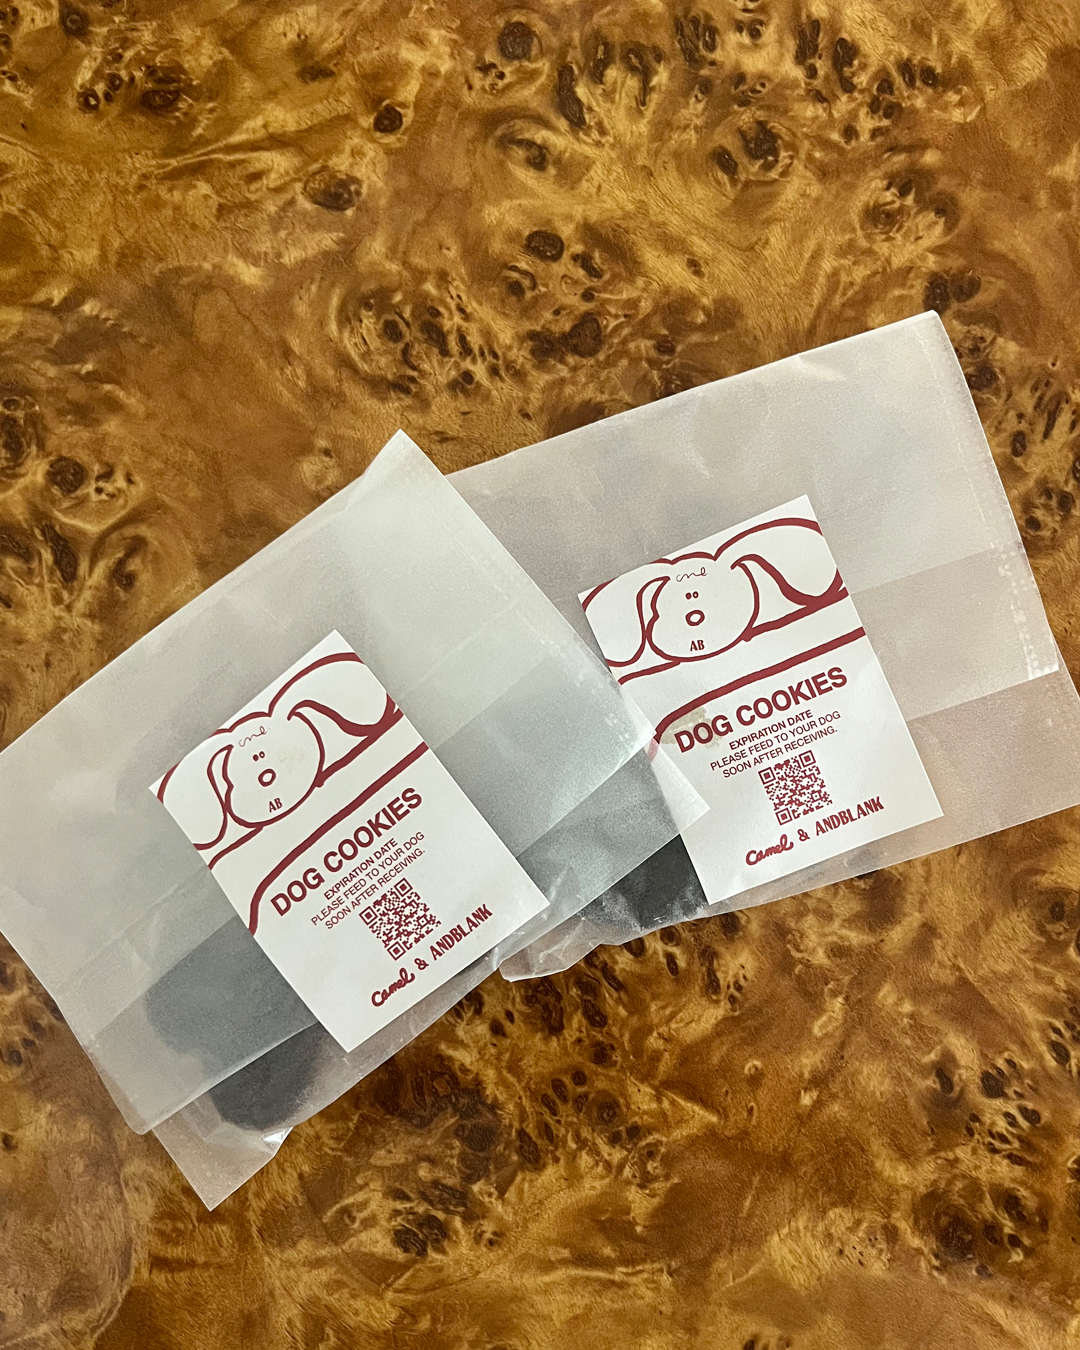 AB
DOG COOKIES
EXPIRATION DATE
PLEASE FEED TO YOUR DOG
SOON AFTER RECEIVING.
Camel & ANDBLANK
AB
DOG COOKIES
EXPIRATION DATE
PLEASE FEED TO YOUR DOG
SOON AFTER RECEIVING.
Camel & ANDBLANK